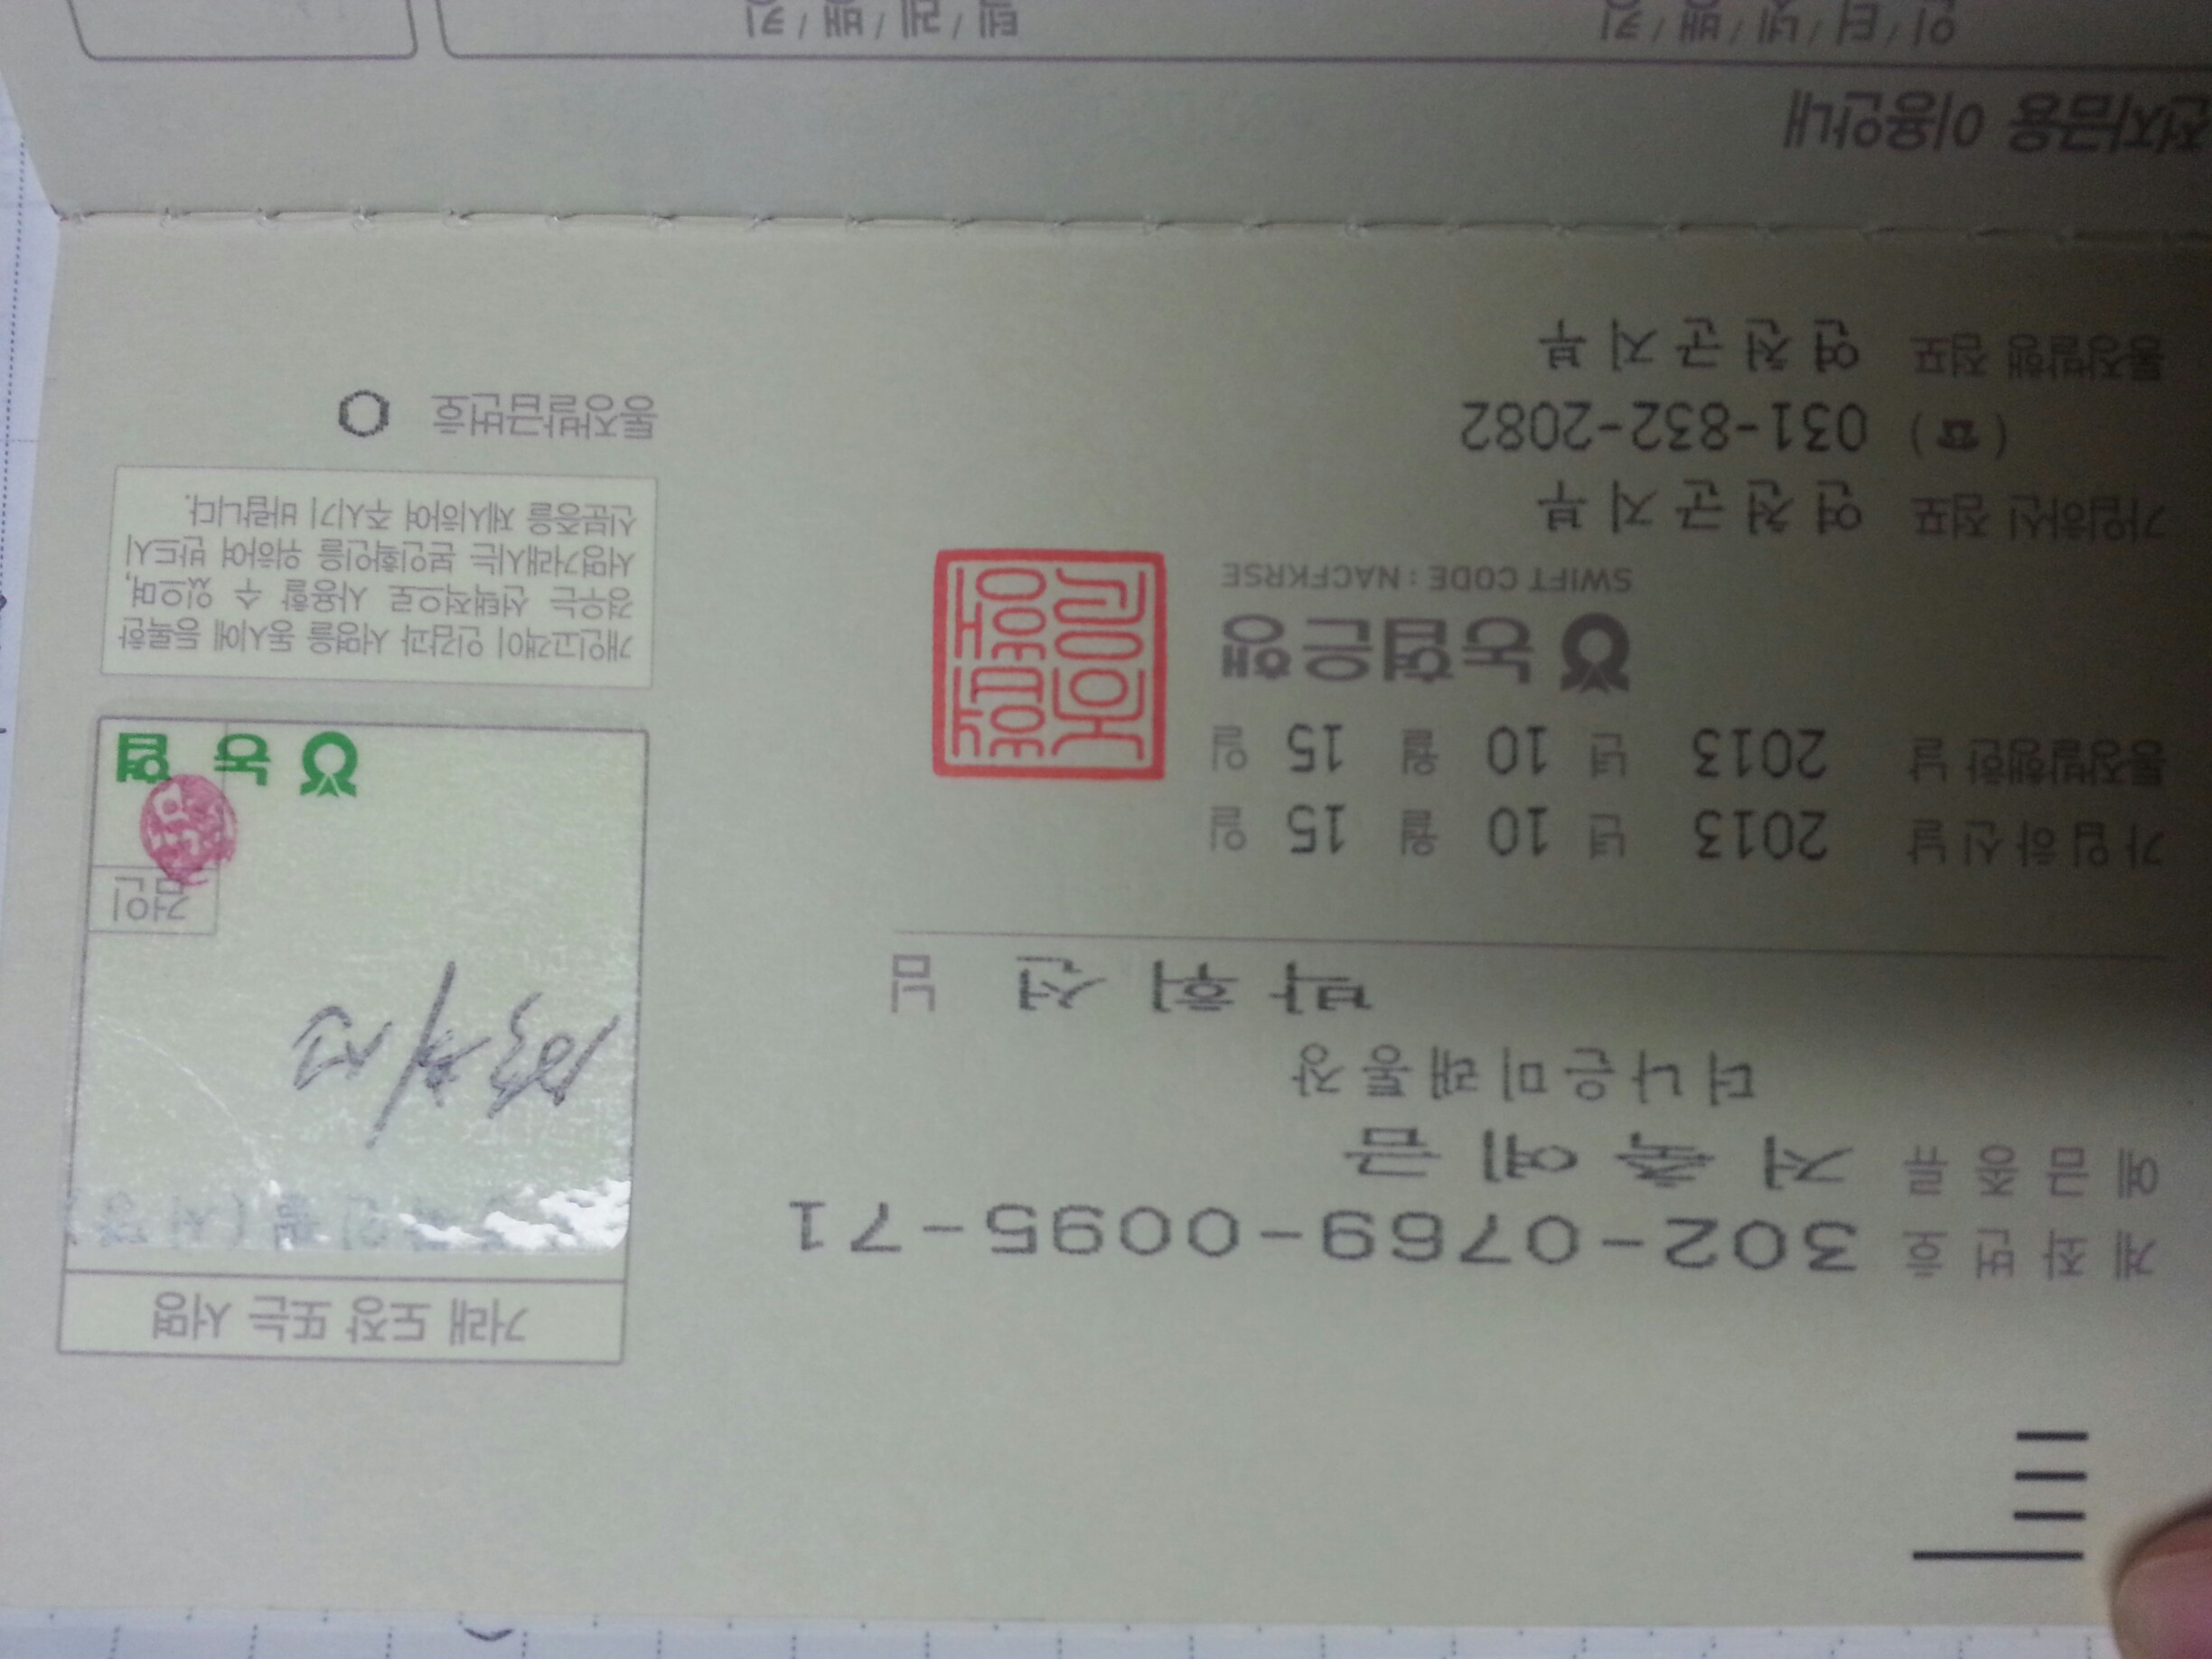 계좌번호 302-0769-0095-71
예금종류 저축예금
더나은미래통장
박휘선 님
가입하신날 2013 년 10 월 15 일
통장발행한 날 2013 년 10 월 15 일
농협은행
SWIFT CODE : NACFKRSE
농협은행
가입하신 점포 연천군지부
(☎) 031-832-2082
통장발행 점포 연천군지부
거래 도장 또는 서명
(서명)
박휘선
검인
농협
개인고객이 인감과 서명을 동시에 등록한
경우는 선택적으로 사용할 수 있으며,
서명거래시는 본인확인을 위하여 반드시
신분증을 제시하여 주시기 바랍니다.
통장발급번호 0
전자금융 이용안내
인/터/넷/뱅/킹
텔/레/뱅/킹